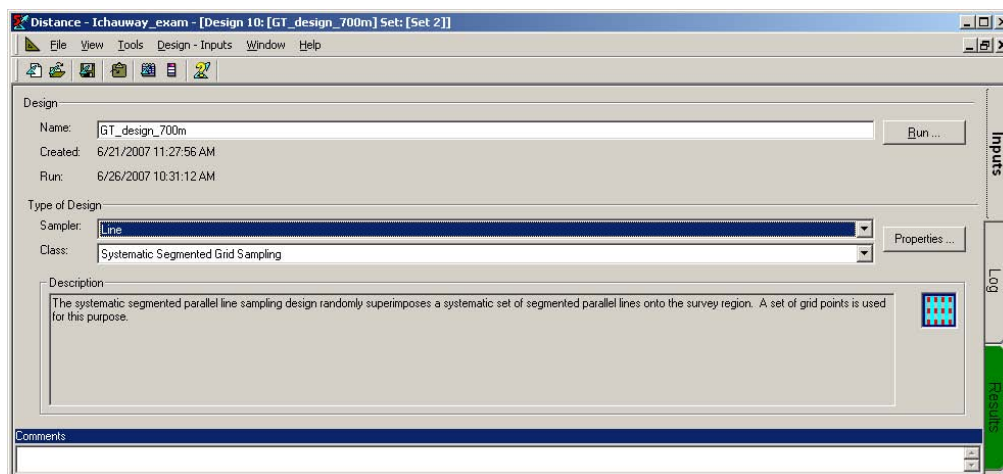 Distance - Ichauway_exam - [Design 10: [GT_design_700m] Set: [Set 2]]
File View Tools Design - Inputs Window Help
Design
Name: GT_design_700m Run ...
Created: 6/21/2007 11:27:56 AM
Run: 6/26/2007 10:31:12 AM
Type of Design
Sampler: Line
Properties ...
Class: Systematic Segmented Grid Sampling
Description
The systematic segmented parallel line sampling design randomly superimposes a systematic set of segmented parallel lines onto the survey region. A set of grid points is used
for this purpose.
Comments
Inputs
Log
Results